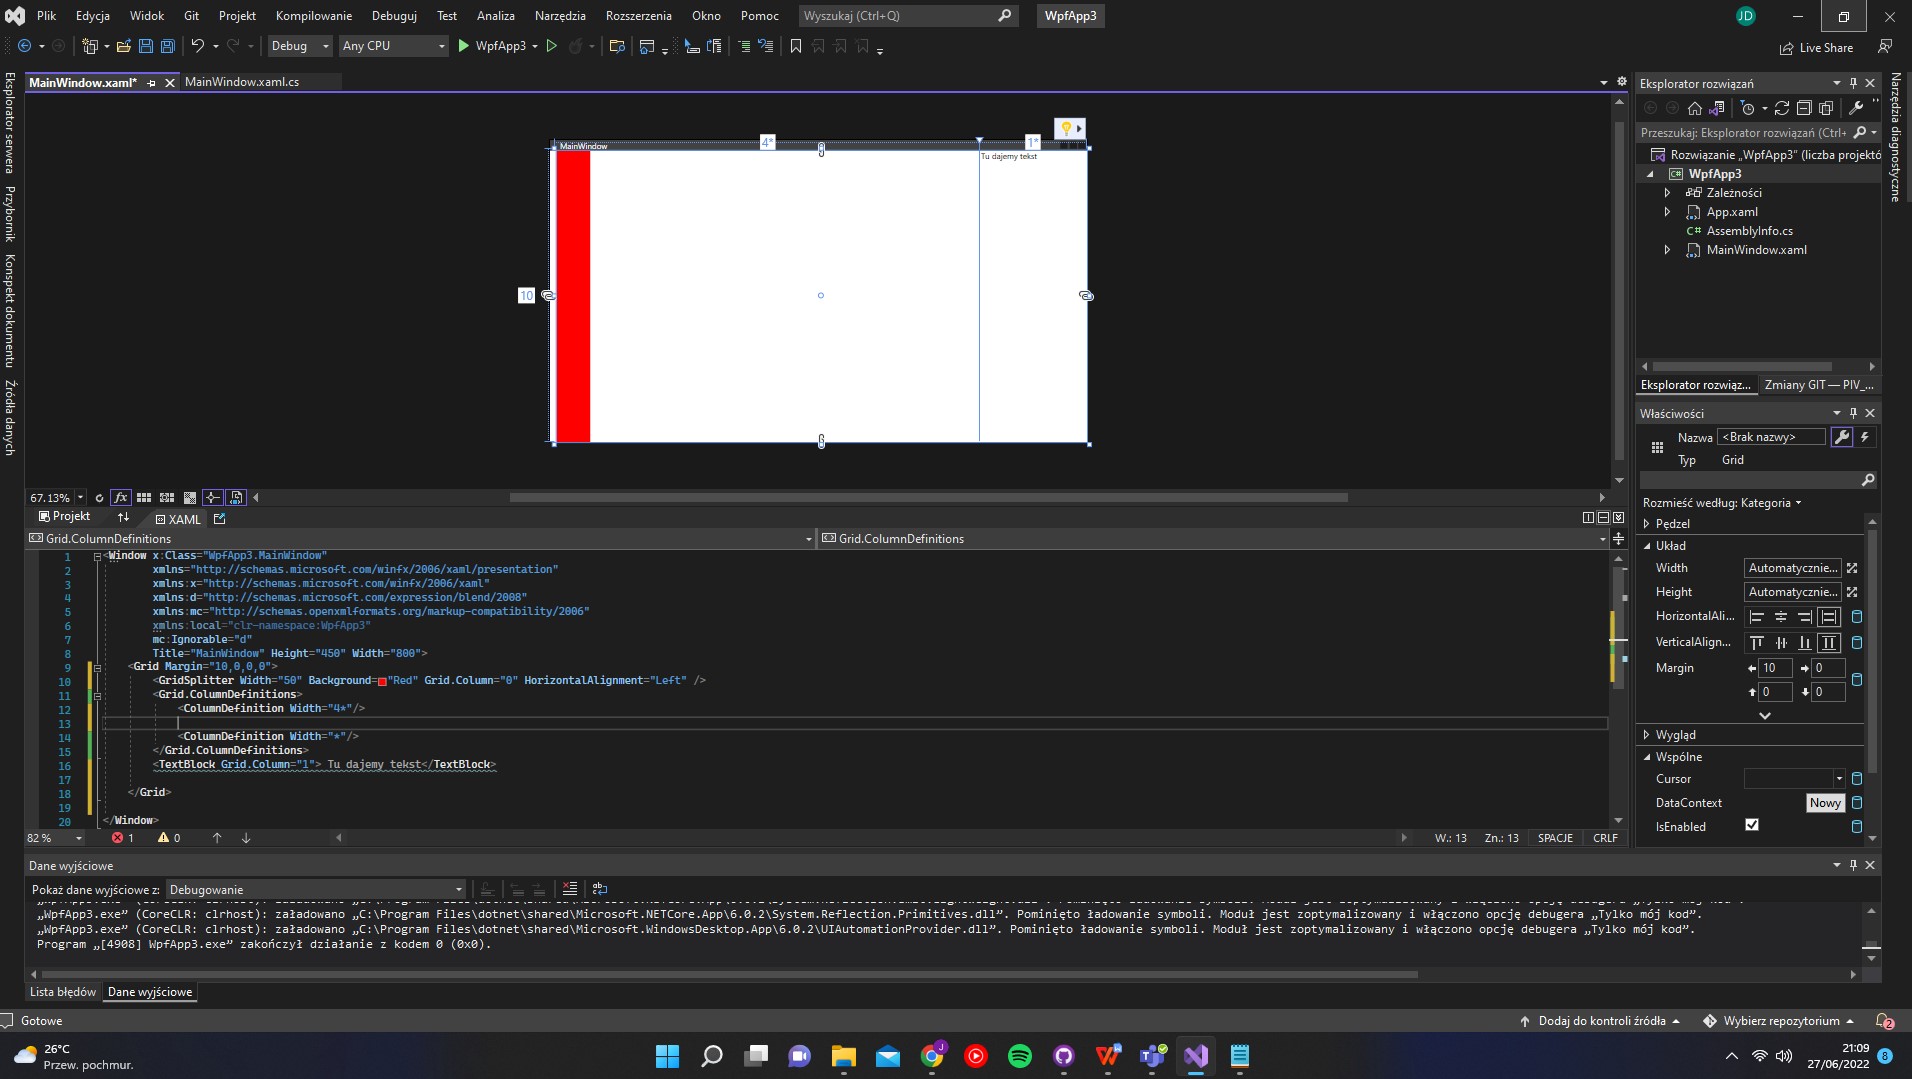 Plik Edycja Widok Git Projekt Kompilowanie Debuguj Test Analiza Narzędzia Rozszerzenia Okno Pomoc Wyszukaj (Ctrl+Q) WpfApp3 JD
Debug Any CPU WpfApp3 Live Share
MainWindow.xaml* MainWindow.xaml.cs
Eksplorator serwera
Przybornik
Konspekt dokumentu
Źródła danych
4* 1*
MainWindow
Tu dajemy tekst
10
67.13%
Projekt XAML
Grid.ColumnDefinitions Grid.ColumnDefinitions
1 <Window x:Class="WpfApp3.MainWindow"
2 xmlns="http://schemas.microsoft.com/winfx/2006/xaml/presentation"
3 xmlns:x="http://schemas.microsoft.com/winfx/2006/xaml"
4 xmlns:d="http://schemas.microsoft.com/expression/blend/2008"
5 xmlns:mc="http://schemas.openxmlformats.org/markup-compatibility/2006"
6 xmlns:local="clr-namespace:WpfApp3"
7 mc:Ignorable="d"
8 Title="MainWindow" Height="450" Width="800">
9 <Grid Margin="10,0,0,0">
10 <GridSplitter Width="50" Background="Red" Grid.Column="0" HorizontalAlignment="Left" />
11 <Grid.ColumnDefinitions>
12 <ColumnDefinition Width="4*"/>
13
14 <ColumnDefinition Width="*"/>
15 </Grid.ColumnDefinitions>
16 <TextBlock Grid.Column="1"> Tu dajemy tekst</TextBlock>
17
18 </Grid>
19
20 </Window>
82 % 1 0 W.: 13 Zn.: 13 SPACJE CRLF
Dane wyjściowe
Pokaż dane wyjściowe z: Debugowanie
„WpfApp3.exe” (CoreCLR: clrhost): załadowano „C:\Program Files\dotnet\shared\Microsoft.NETCore.App\6.0.2\System.Reflection.Primitives.dll”. Pominięto ładowanie symboli. Moduł jest zoptymalizowany i włączono opcję debugera „Tylko mój kod”.
„WpfApp3.exe” (CoreCLR: clrhost): załadowano „C:\Program Files\dotnet\shared\Microsoft.WindowsDesktop.App\6.0.2\UIAutomationProvider.dll”. Pominięto ładowanie symboli. Moduł jest zoptymalizowany i włączono opcję debugera „Tylko mój kod”.
Program „[4908] WpfApp3.exe” zakończył działanie z kodem 0 (0x0).
Lista błędów Dane wyjściowe
Eksplorator rozwiązań
Przeszukaj: Eksplorator rozwiązań (Ctrl+
Rozwiązanie „WpfApp3” (liczba projektó
WpfApp3
Zależności
App.xaml
AssemblyInfo.cs
MainWindow.xaml
Eksplorator rozwiąz... Zmiany GIT — PIV_...
Właściwości
Nazwa <Brak nazwy>
Typ Grid
Rozmieść według: Kategoria
Pędzel
Układ
Width Automatycznie...
Height Automatycznie...
HorizontalAli...
VerticalAlign...
Margin 10 0
0 0
Wygląd
Wspólne
Cursor
DataContext Nowy
IsEnabled
Narzędzia diagnostyczne
Gotowe Dodaj do kontroli źródła Wybierz repozytorium 2
26°C
Przew. pochmur.
J
21:09
27/06/2022
8